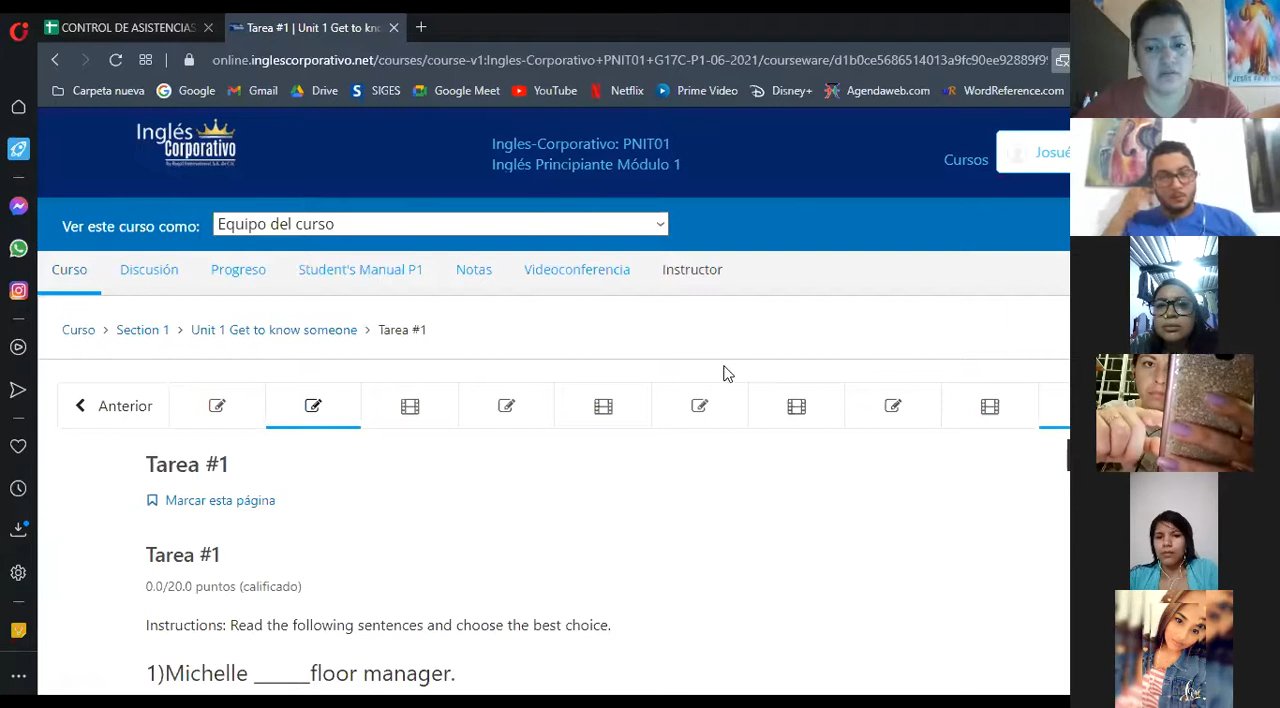 CONTROL DE ASISTENCIAS
Tarea #1 | Unit 1 Get to kno
online.inglescorporativo.net/courses/course-v1:Ingles-Corporativo+PNIT01+G17C-P1-06-2021/courseware/d1b0ce5686514013a9fc90ee92889f9
Carpeta nueva Google Gmail Drive SIGES Google Meet YouTube Netflix Prime Video Disney+ Agendaweb.com WordReference.com
Inglés
Corporativo
Ingles-Corporativo: PNIT01
Inglés Principiante Módulo 1
Cursos
Josué
Ver este curso como:
Equipo del curso
Curso Discusión Progreso Student's Manual P1 Notas Videoconferencia Instructor
Curso > Section 1 > Unit 1 Get to know someone > Tarea #1
Anterior
Tarea #1
Marcar esta página
Tarea #1
0.0/20.0 puntos (calificado)
Instructions: Read the following sentences and choose the best choice.
1)Michelle ______floor manager.